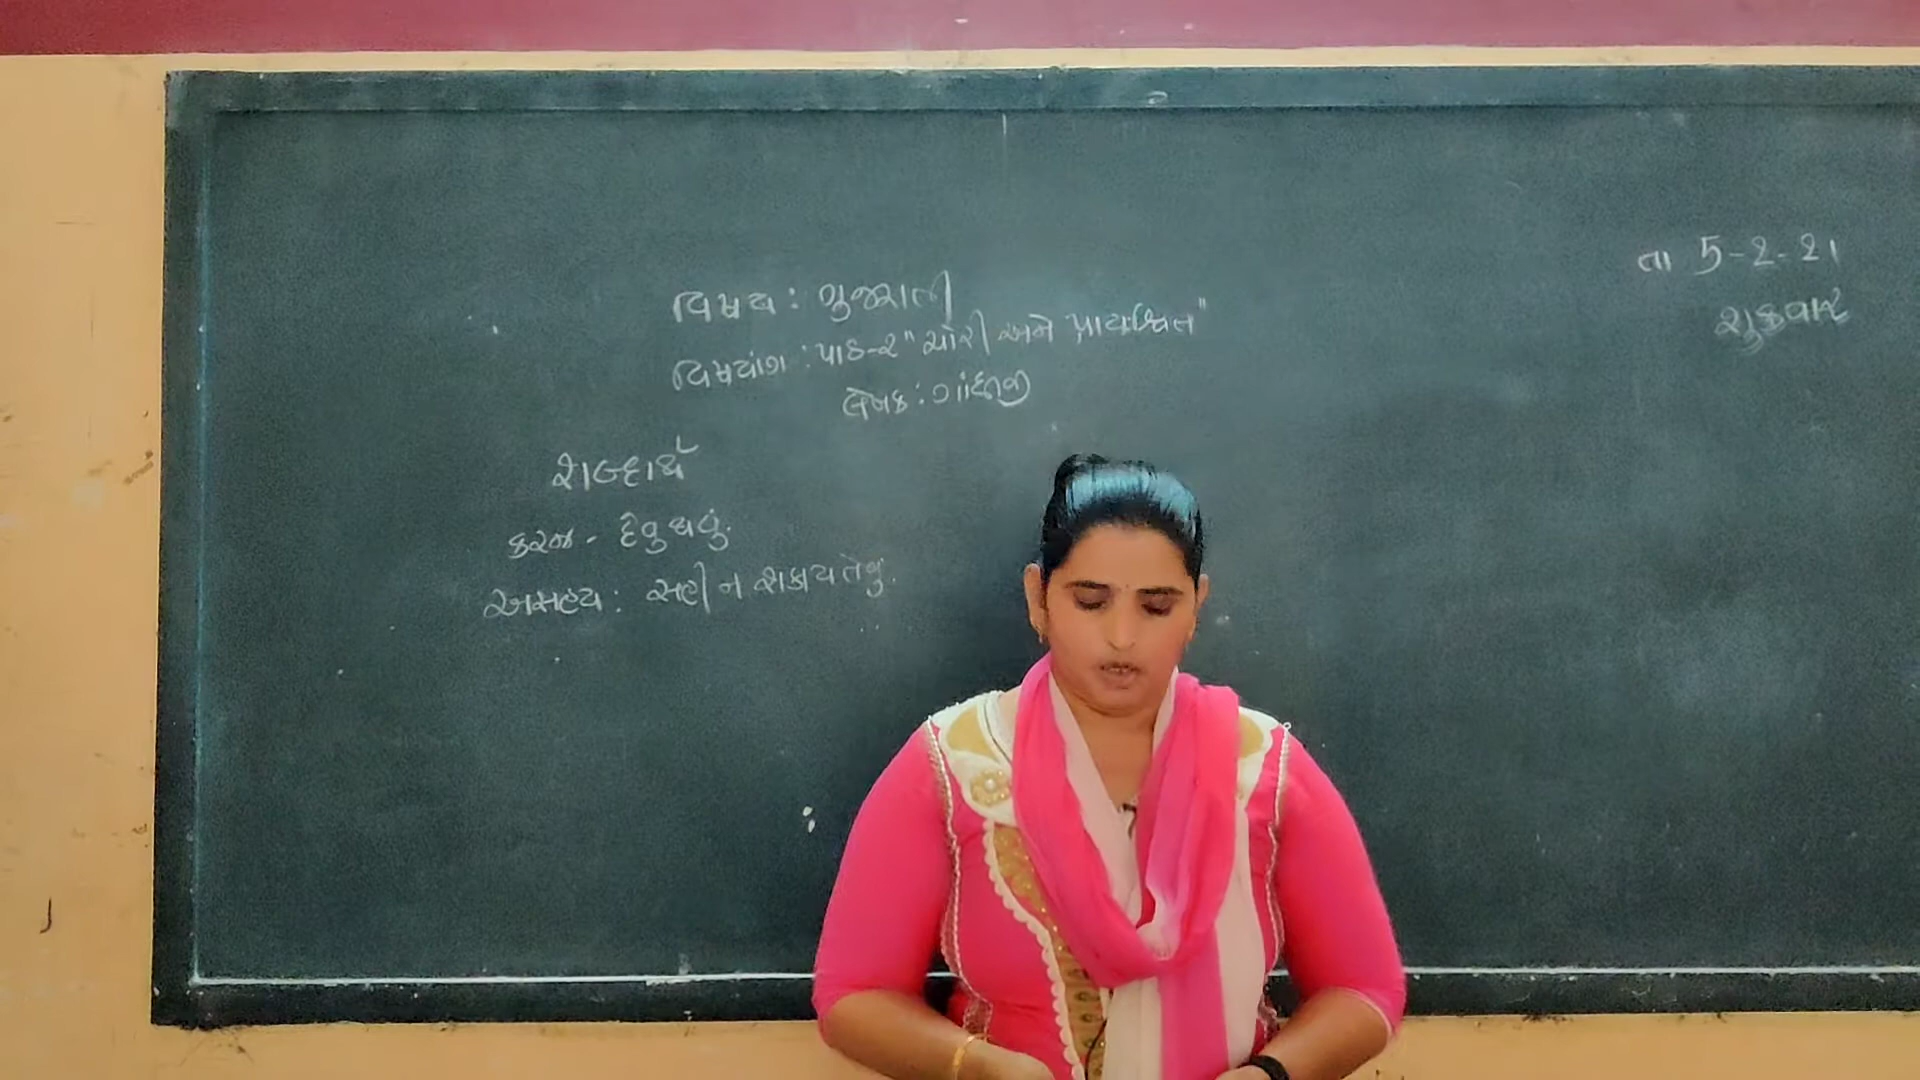 તા 5-2-21
શુક્રવાર
વિષય : ગુજરાતી
વિષયાંગ : પાઠ-૨ "ચોરી અને પ્રાયશ્ચિત"
લેખક : ગાંધીજી
શબ્દાર્થ
કરજ - દેવુ થવું.
અસહ્ય : સહી ન શકાય તેવું.